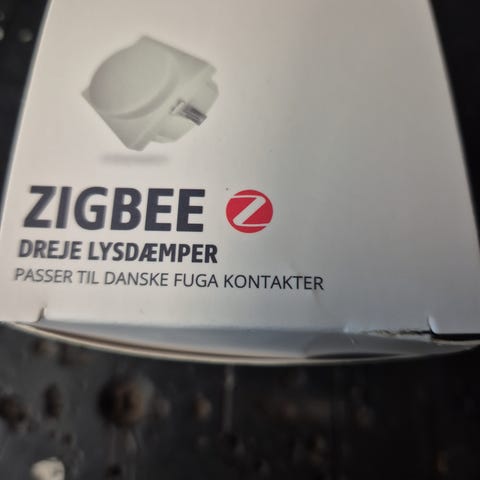 ZIGBEE
DREJE LYSDÆMPER
PASSER TIL DANSKE FUGA KONTAKTER